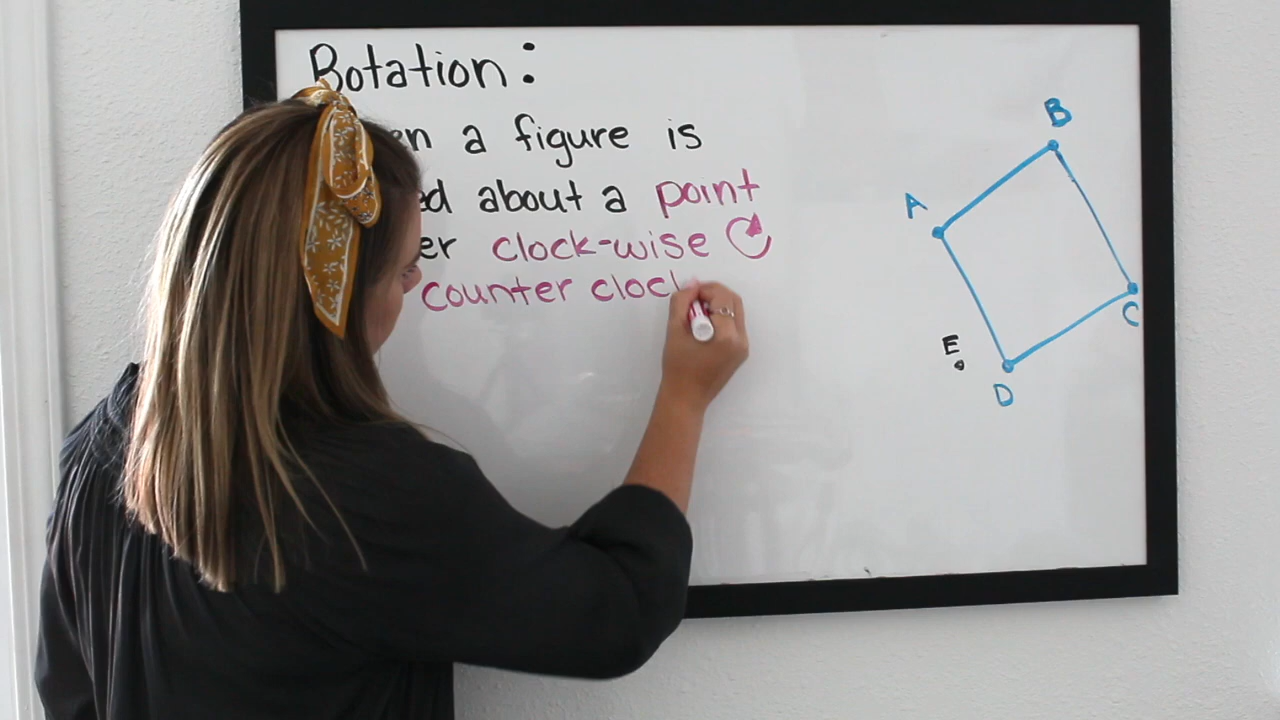 Rotation:
a figure is
about a point
clock-wise
counter
B
A
C
E
D